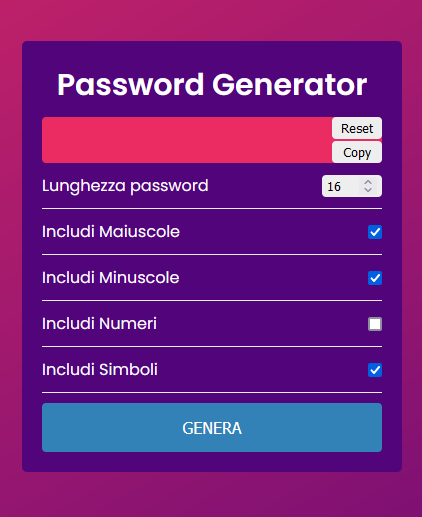 Password Generator
Reset
Copy
Lunghezza password 16
Includi Maiuscole
Includi Minuscole
Includi Numeri
Includi Simboli
GENERA